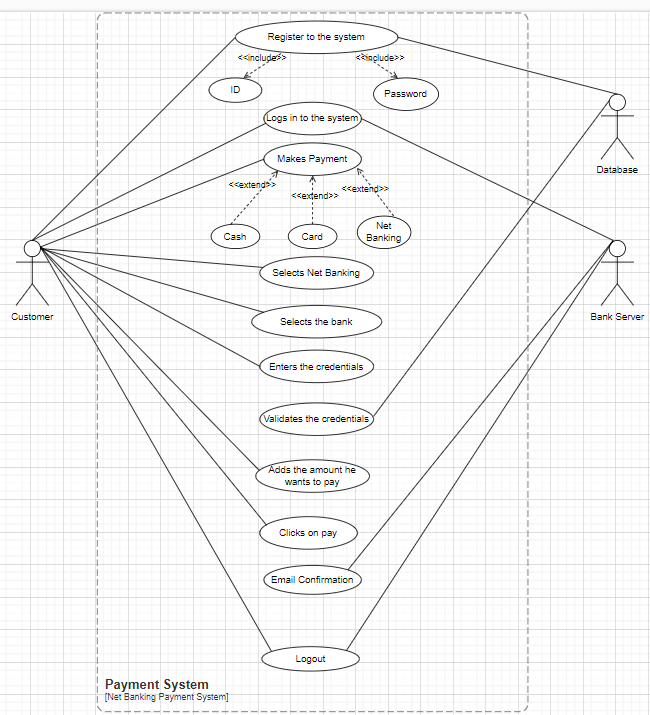 Register to the system
<<include>>
<<include>>
ID
Password
Logs in to the system
Makes Payment
<<extend>>
<<extend>>
<<extend>>
Cash
Card
Net
Banking
Database
Selects Net Banking
Customer
Bank Server
Selects the bank
Enters the credentials
Validates the credentials
Adds the amount he
wants to pay
Clicks on pay
Email Confirmation
Logout
Payment System
[Net Banking Payment System]